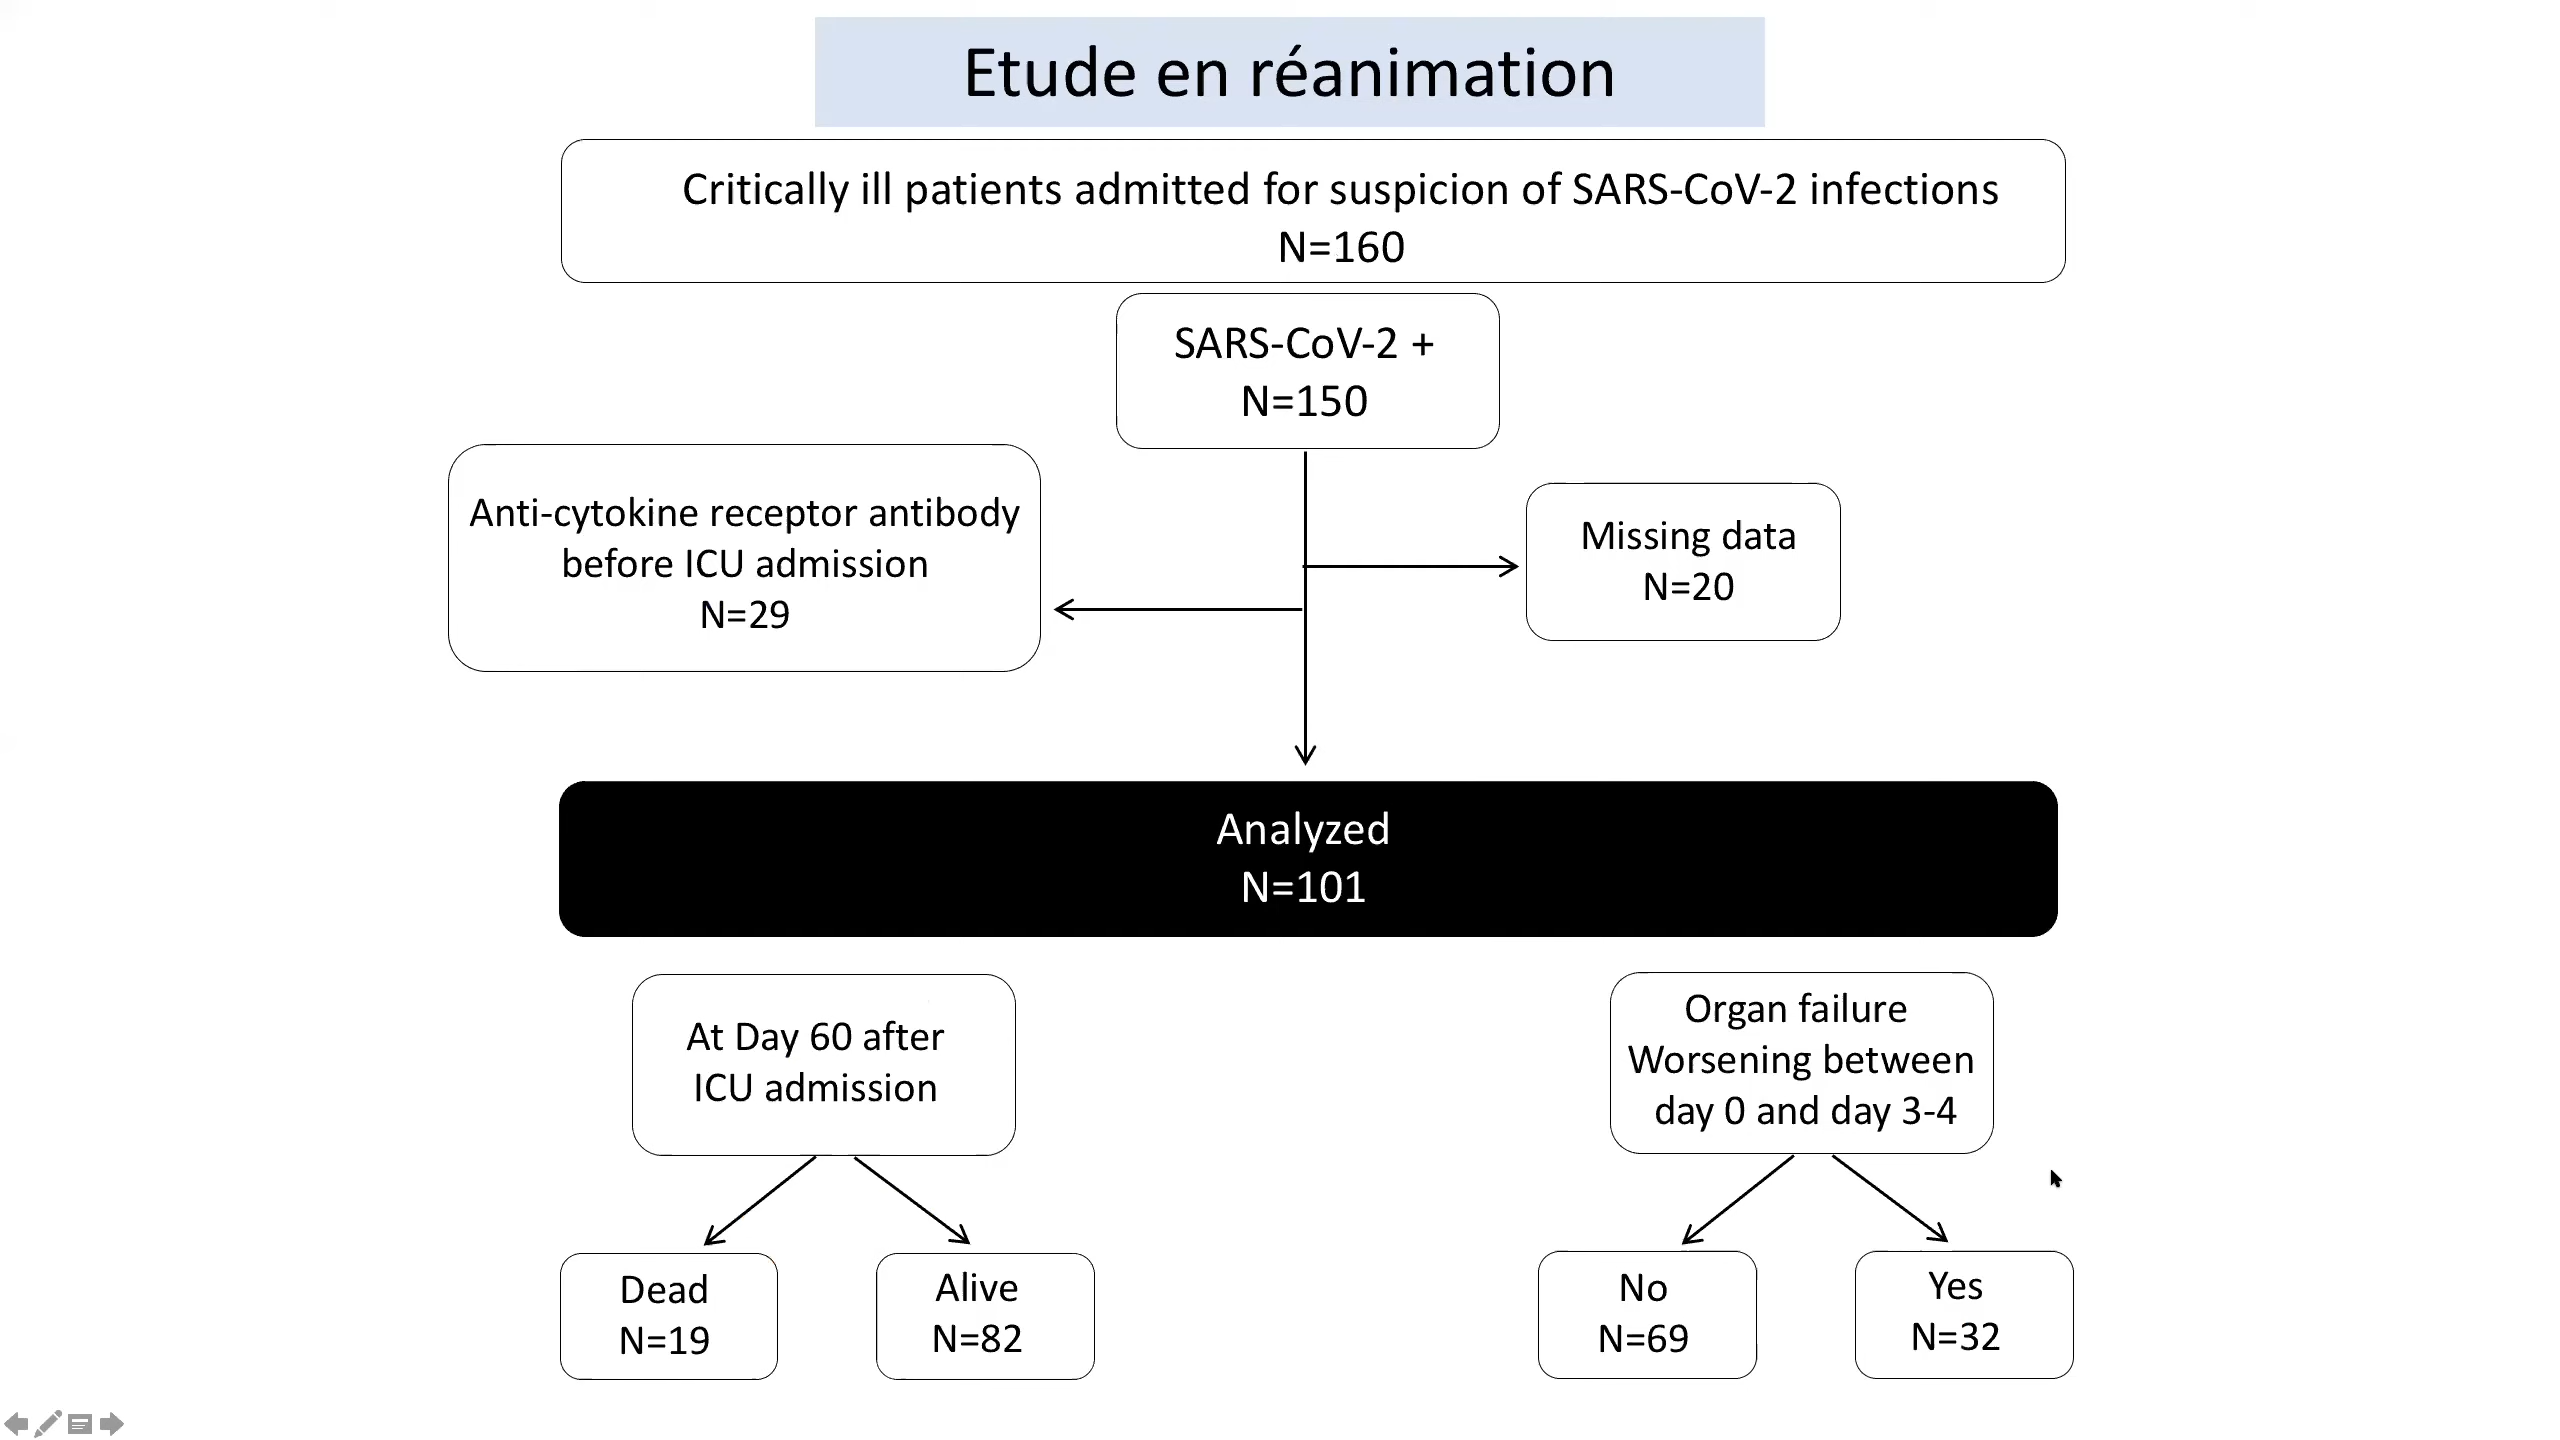 Etude en réanimation
Critically ill patients admitted for suspicion of SARS-CoV-2 infections
N=160
SARS-CoV-2 +
N=150
Anti-cytokine receptor antibody
before ICU admission
N=29
Missing data
N=20
Analyzed
N=101
At Day 60 after
ICU admission
Organ failure
Worsening between
day 0 and day 3-4
Dead
N=19
Alive
N=82
No
N=69
Yes
N=32